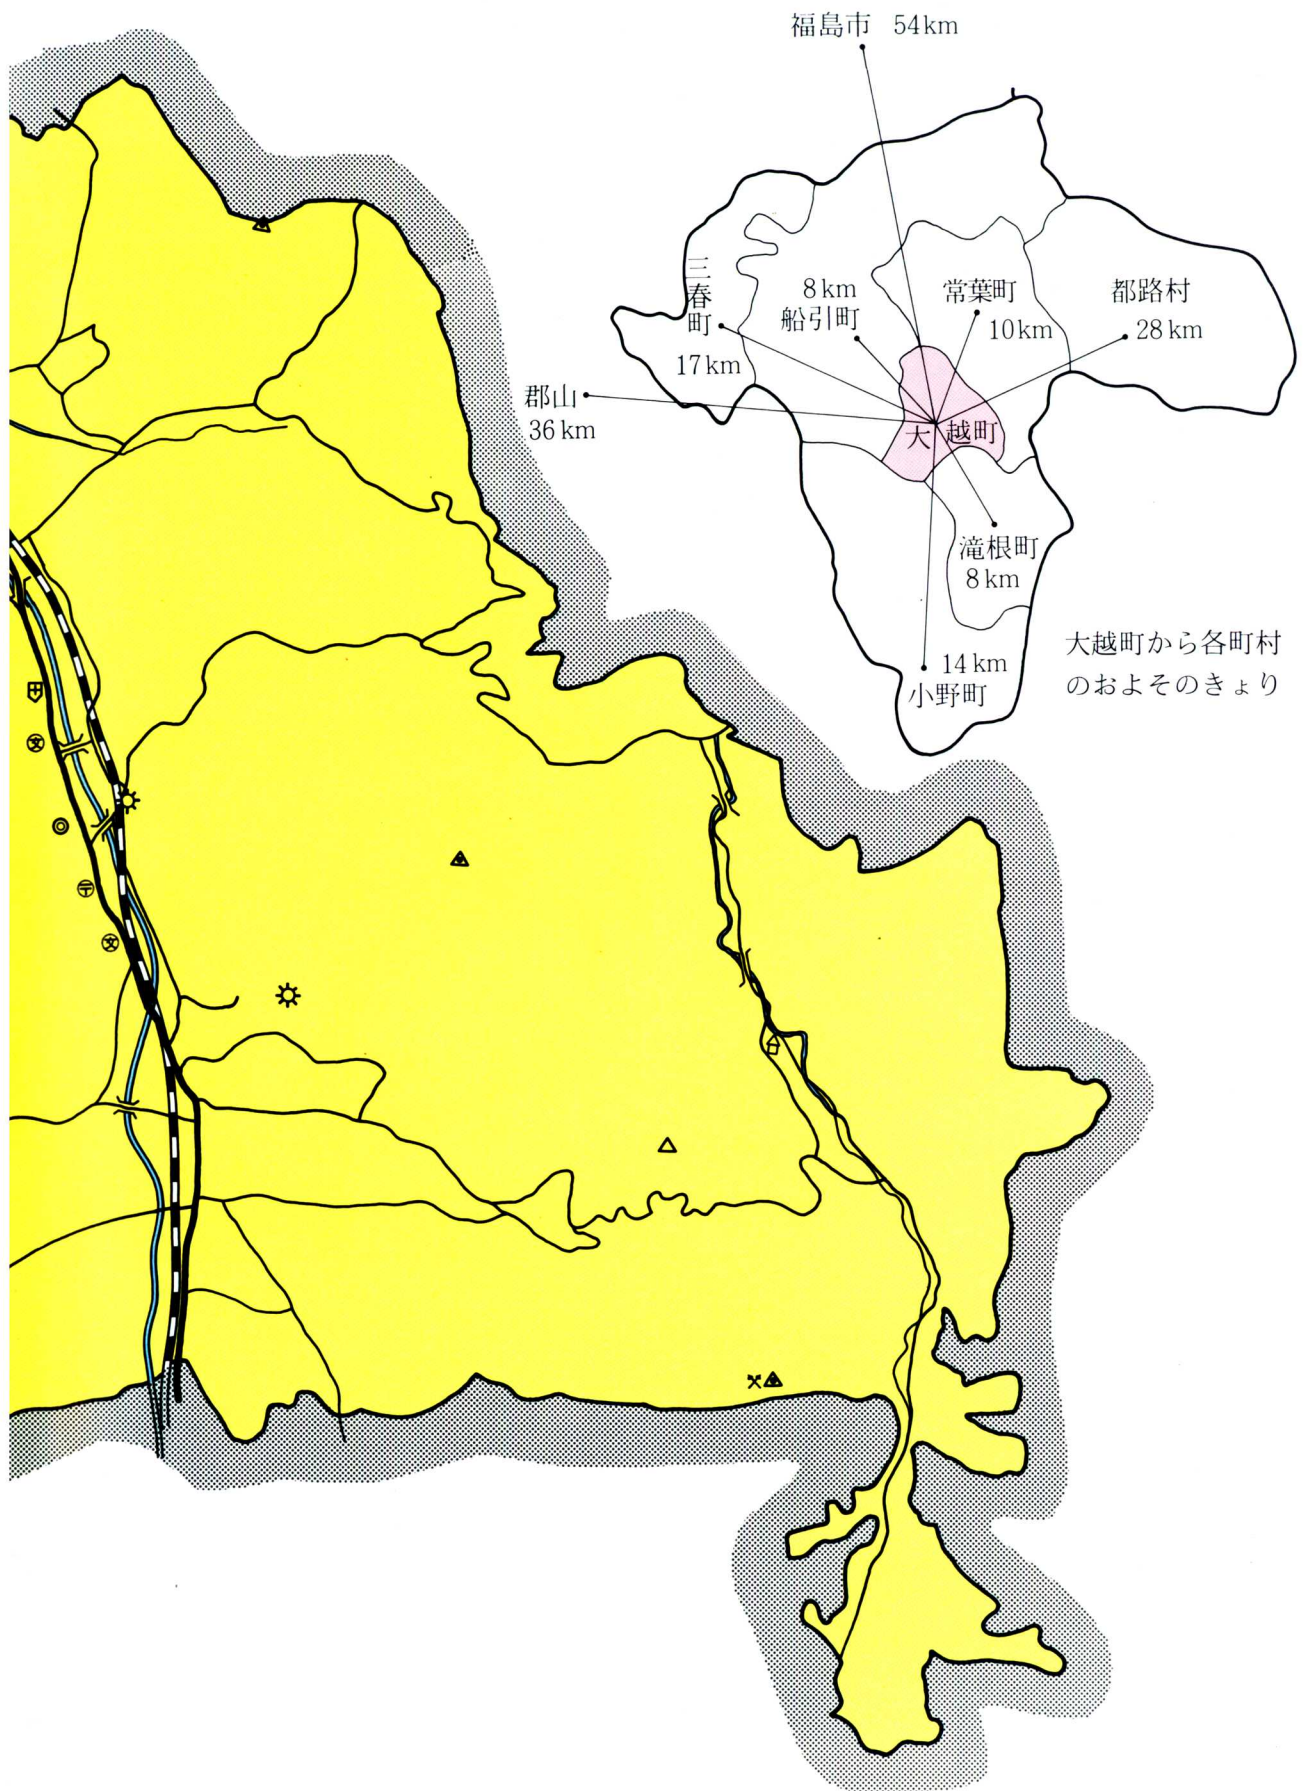 福島市 54km
三春町
17km
8km
船引町
常葉町
10km
都路村
28km
郡山
36km
大越町
滝根町
8km
14km
小野町
大越町から各町村
のおよそのきょり
文
〒
文